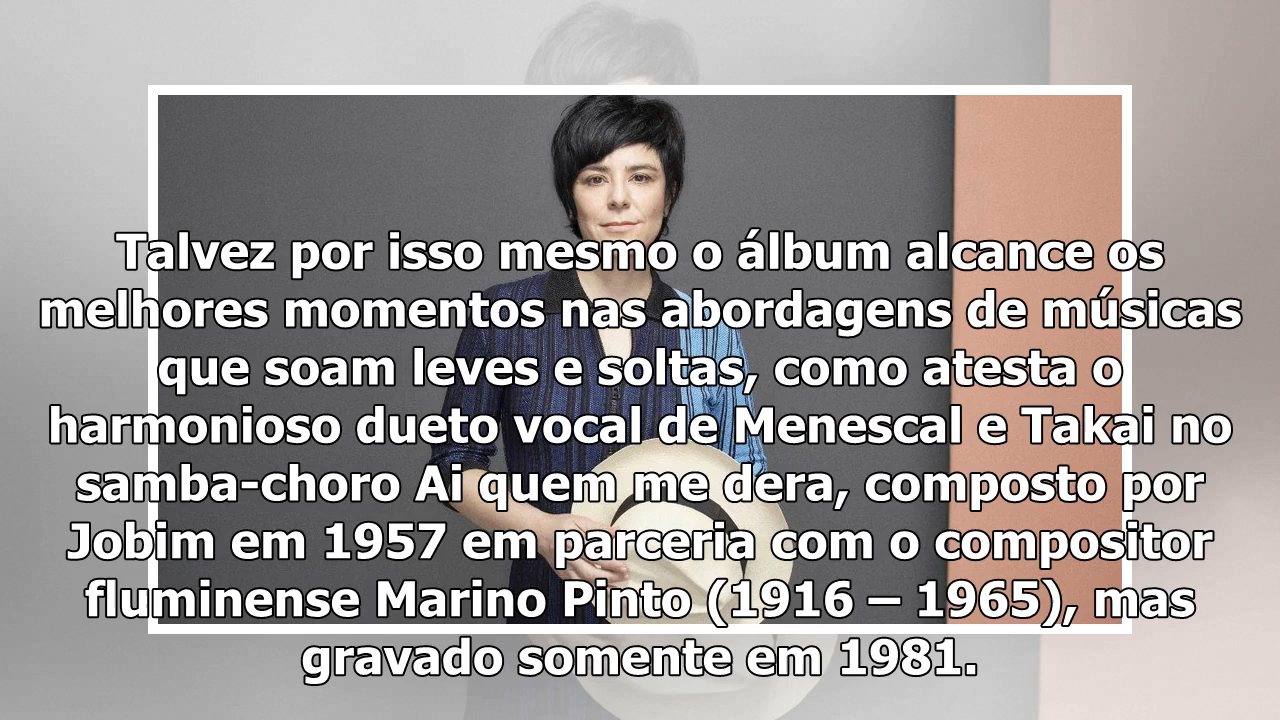 Talvez por isso mesmo o álbum alcance os
melhores momentos nas abordagens de músicas
que soam leves e soltas, como atesta o
harmonioso dueto vocal de Menescal e Takai no
samba-choro Ai quem me dera, composto por
Jobim em 1957 em parceria com o compositor
fluminense Marino Pinto (1916 – 1965), mas
gravado somente em 1981.